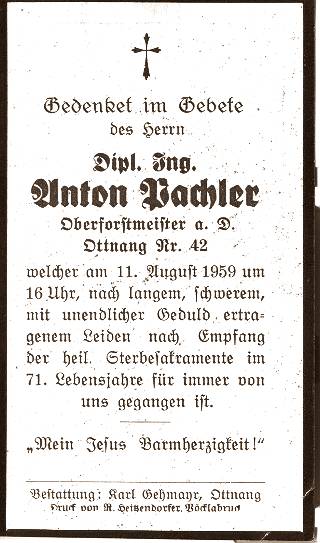 Gedenket im Gebete
des Herrn
Dipl. Ing.
Anton Pachler
Oberforstmeister a. D.
Ottnang Nr. 42
welcher am 11. August 1959 um
16 Uhr, nach langem, schwerem,
mit unendlicher Geduld ertra-
genem Leiden nach Empfang
der heil. Sterbesakramente im
71. Lebensjahre für immer von
uns gegangen ist.
„Mein Jesus Barmherzigkeit!"
Bestattung: Karl Gehmayr, Ottnang
Druck von R. Heitzendorfer, Vöcklabruck